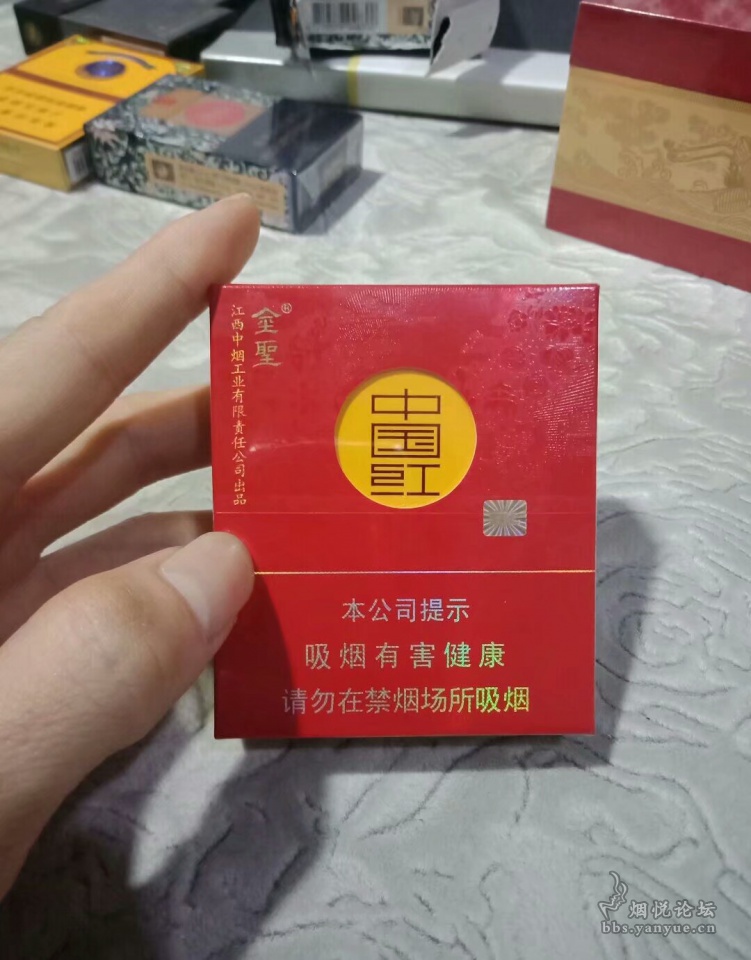 金聖®
江西中烟工业有限责任公司出品
中国红
本公司提示
吸烟有害健康
请勿在禁烟场所吸烟
烟悦论坛
bbs.yanyue.cn